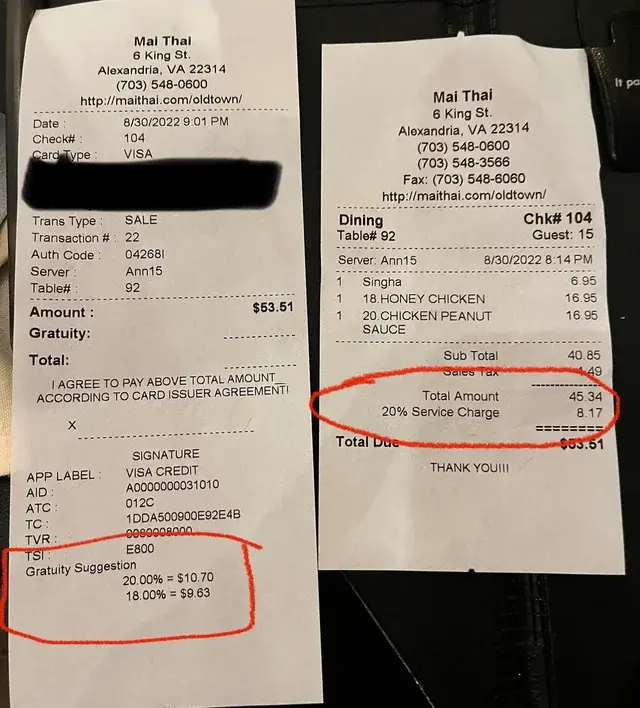 Mai Thai
6 King St.
Alexandria, VA 22314
(703) 548-0600
http://maithai.com/oldtown/
Date : 8/30/2022 9:01 PM
Check# : 104
Card Type : VISA
Trans Type : SALE
Transaction # : 22
Auth Code : 04268I
Server : Ann15
Table# : 92
Amount : $53.51
Gratuity:
Total:
I AGREE TO PAY ABOVE TOTAL AMOUNT
ACCORDING TO CARD ISSUER AGREEMENT!
X
SIGNATURE
APP LABEL : VISA CREDIT
AID : A0000000031010
ATC : 012C
TC : 1DDA500900E92E4B
TVR : 0080008000
TSI : E800
Gratuity Suggestion
20.00% = $10.70
18.00% = $9.63
Mai Thai
6 King St.
Alexandria, VA 22314
(703) 548-0600
(703) 548-3566
Fax: (703) 548-6060
http://maithai.com/oldtown/
Dining Chk# 104
Table# 92 Guest: 15
Server: Ann15 8/30/2022 8:14 PM
1 Singha 6.95
1 18.HONEY CHICKEN 16.95
1 20.CHICKEN PEANUT 16.95
SAUCE
Sub Total 40.85
Sales Tax 4.49
Total Amount 45.34
20% Service Charge 8.17
Total Due $53.51
THANK YOU!!!
It pa